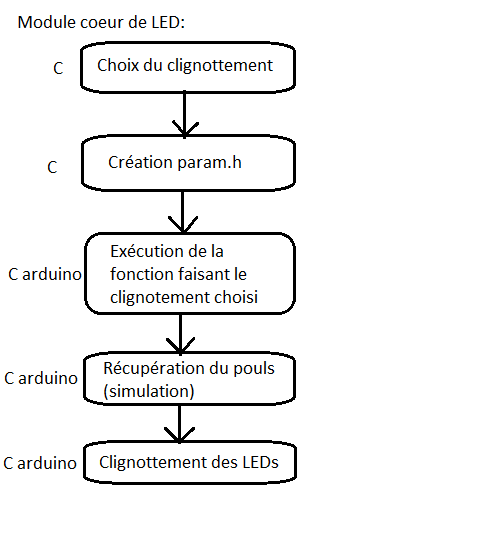 Module coeur de LED:
C
Choix du clignottement
C
Création param.h
C arduino
Exécution de la
fonction faisant le
clignotement choisi
C arduino
Récupération du pouls
(simulation)
C arduino
Clignottement des LEDs